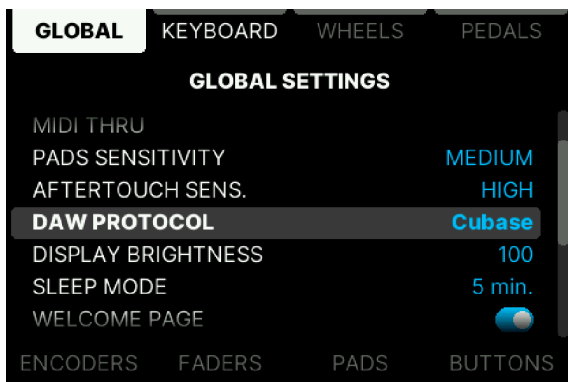 GLOBAL KEYBOARD WHEELS PEDALS
GLOBAL SETTINGS
MIDI THRU
PADS SENSITIVITY MEDIUM
AFTERTOUCH SENS. HIGH
DAW PROTOCOL Cubase
DISPLAY BRIGHTNESS 100
SLEEP MODE 5 min.
WELCOME PAGE
ENCODERS FADERS PADS BUTTONS